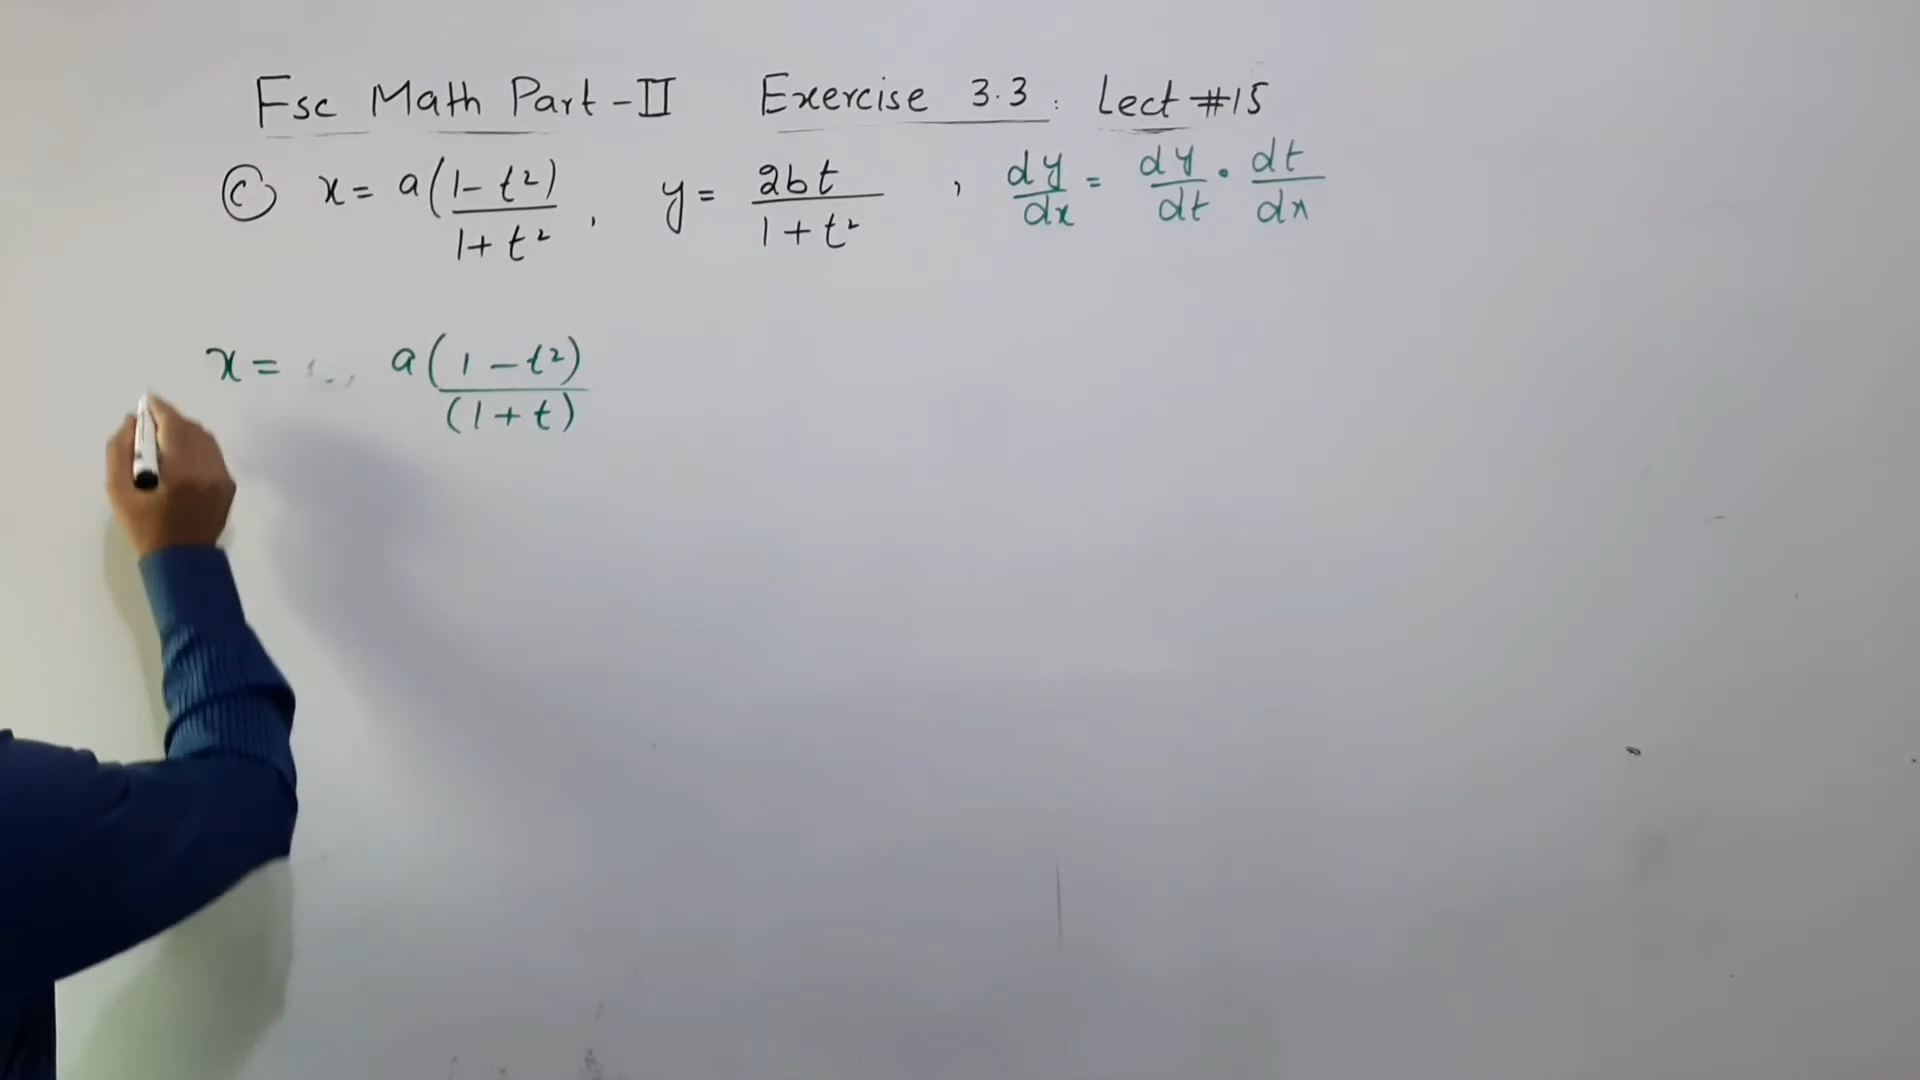 Fsc Math Part-II Exercise 3.3: Lect #15
(c) x = a(1-t²)/1+t², y = 2bt/1+t², dy/dx = dy/dt · dt/dx
x = a(1-t²)/(1+t)